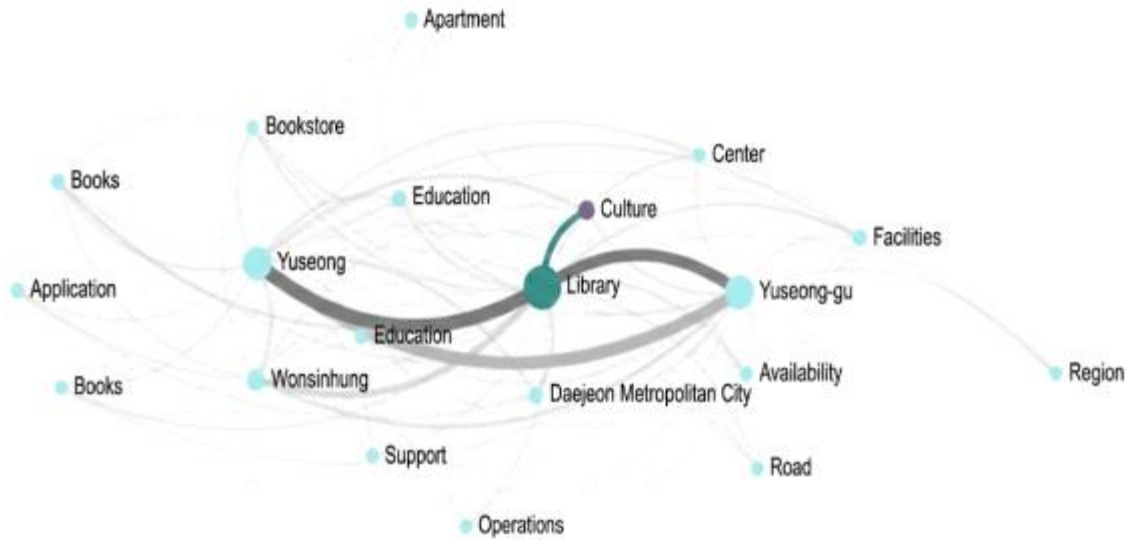 Apartment
Bookstore
Center
Books
Education
Culture
Facilities
Yuseong
Library
Yuseong-gu
Application
Education
Wonsinhung
Availability
Region
Books
Daejeon Metropolitan City
Support
Road
Operations